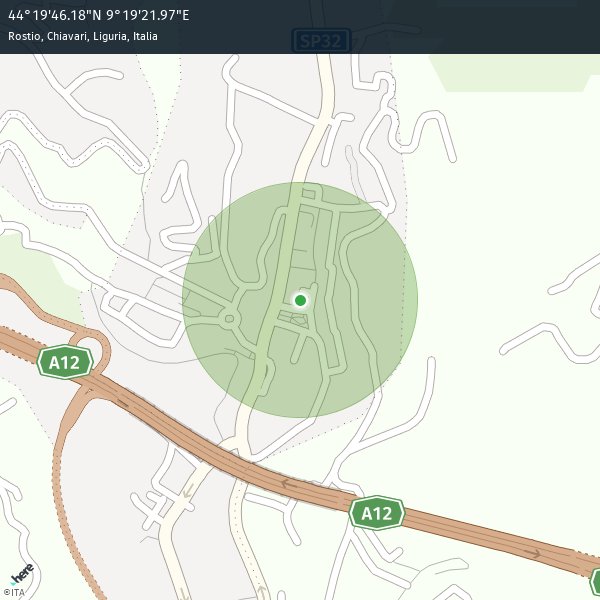 44°19'46.18"N 9°19'21.97"E
Rostio, Chiavari, Liguria, Italia
SP32
A12
A12
here
©ITA